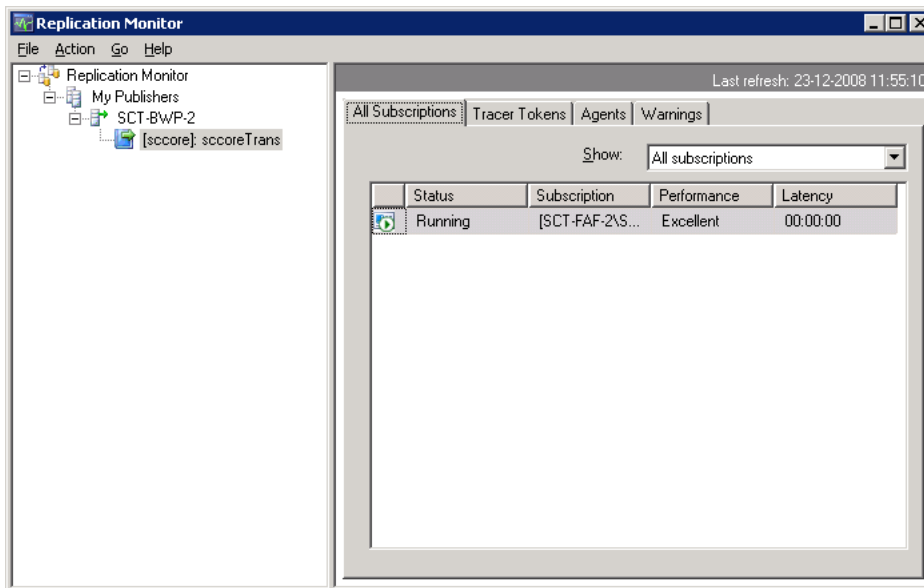 Replication Monitor
File Action Go Help
Replication Monitor
My Publishers
SCT-BWP-2
[sccore]: sccoreTrans
Last refresh: 23-12-2008 11:55:10
All Subscriptions Tracer Tokens Agents Warnings
Show: All subscriptions
Status Subscription Performance Latency
Running [SCT-FAF-2\S... Excellent 00:00:00